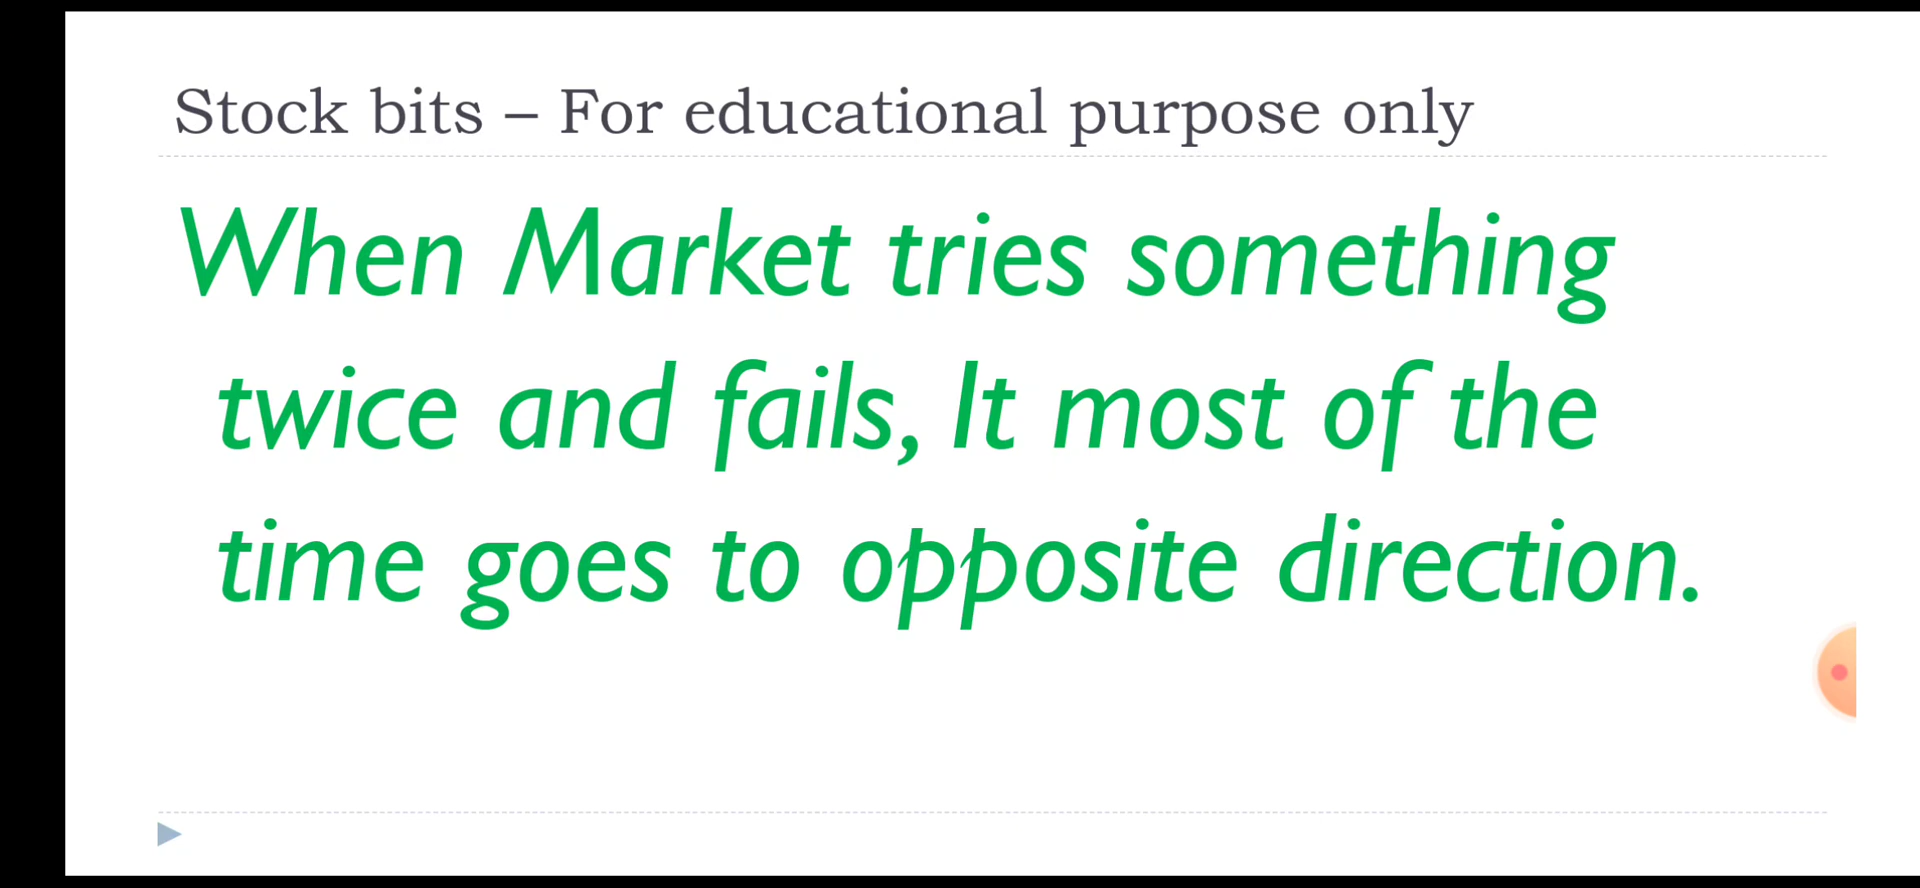 Stock bits – For educational purpose only
When Market tries something
twice and fails, It most of the
time goes to opposite direction.